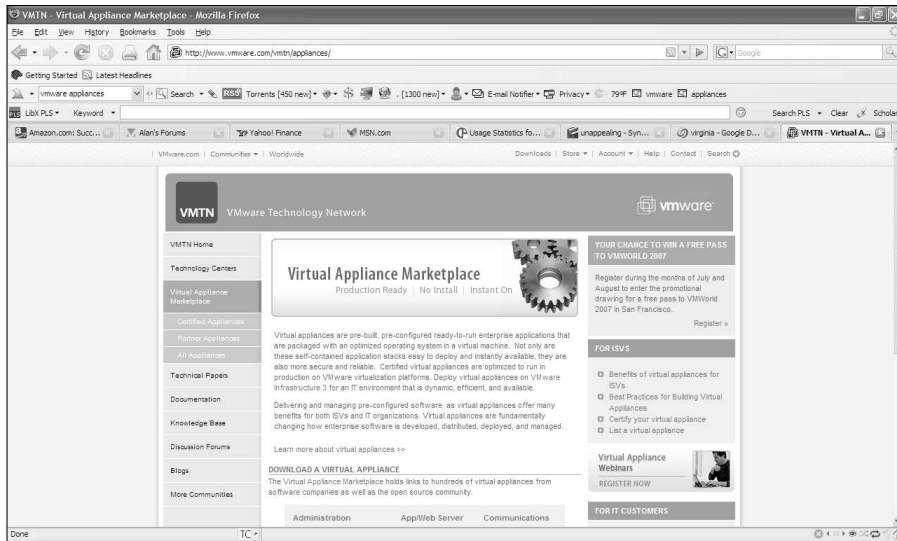 VMTN - Virtual Appliance Marketplace - Mozilla Firefox
File Edit View History Bookmarks Tools Help
http://www.vmware.com/vmtn/appliances/
Google
Getting Started Latest Headlines
vmware appliances Search RSS Torrents [450 new] . [1300 new] E-mail Notifier Privacy 79°F vmware appliances
LibX PLS Keyword Search PLS Clear Scholar
Amazon.com: Succ... Alan's Forums Yahoo! Finance MSN.com Usage Statistics fo... unappealing - Syn... virginia - Google D... VMTN - Virtual A...
VMware.com | Communities | Worldwide
Downloads | Store | Account | Help | Contact | Search
VMTN VMware Technology Network
vmware
VMTN Home
Technology Centers
Virtual Appliance
Marketplace
Certified Appliances
Partner Appliances
All Appliances
Technical Papers
Documentation
Knowledge Base
Discussion Forums
Blogs
More Communities
Virtual Appliance Marketplace
Production Ready | No Install | Instant On
Virtual appliances are pre-built, pre-configured ready-to-run enterprise applications that
are packaged with an optimized operating system in a virtual machine. Not only are
these self-contained application stacks easy to deploy and instantly available, they are
also more secure and reliable. Certified virtual appliances are optimized to run in
production on VMware virtualization platforms. Deploy virtual appliances on VMware
Infrastructure 3 for an IT environment that is dynamic, efficient, and available.
Delivering and managing pre-configured software as virtual appliances offer many
benefits for both ISVs and IT organizations. Virtual appliances are fundamentally
changing how enterprise software is developed, distributed, deployed, and managed.
Learn more about virtual appliances >>
DOWNLOAD A VIRTUAL APPLIANCE
The Virtual Appliance Marketplace holds links to hundreds of virtual appliances from
software companies as well as the open source community.
Administration App/Web Server Communications
YOUR CHANCE TO WIN A FREE PASS
TO VMWORLD 2007
Register during the months of July and
August to enter the promotional
drawing for a free pass to VMWorld
2007 in San Francisco.
Register »
FOR ISVS
Benefits of virtual appliances for
ISVs
Best Practices for Building Virtual
Appliances
Certify your virtual appliance
List a virtual appliance
Virtual Appliance
Webinars
REGISTER NOW
FOR IT CUSTOMERS
Done
TC